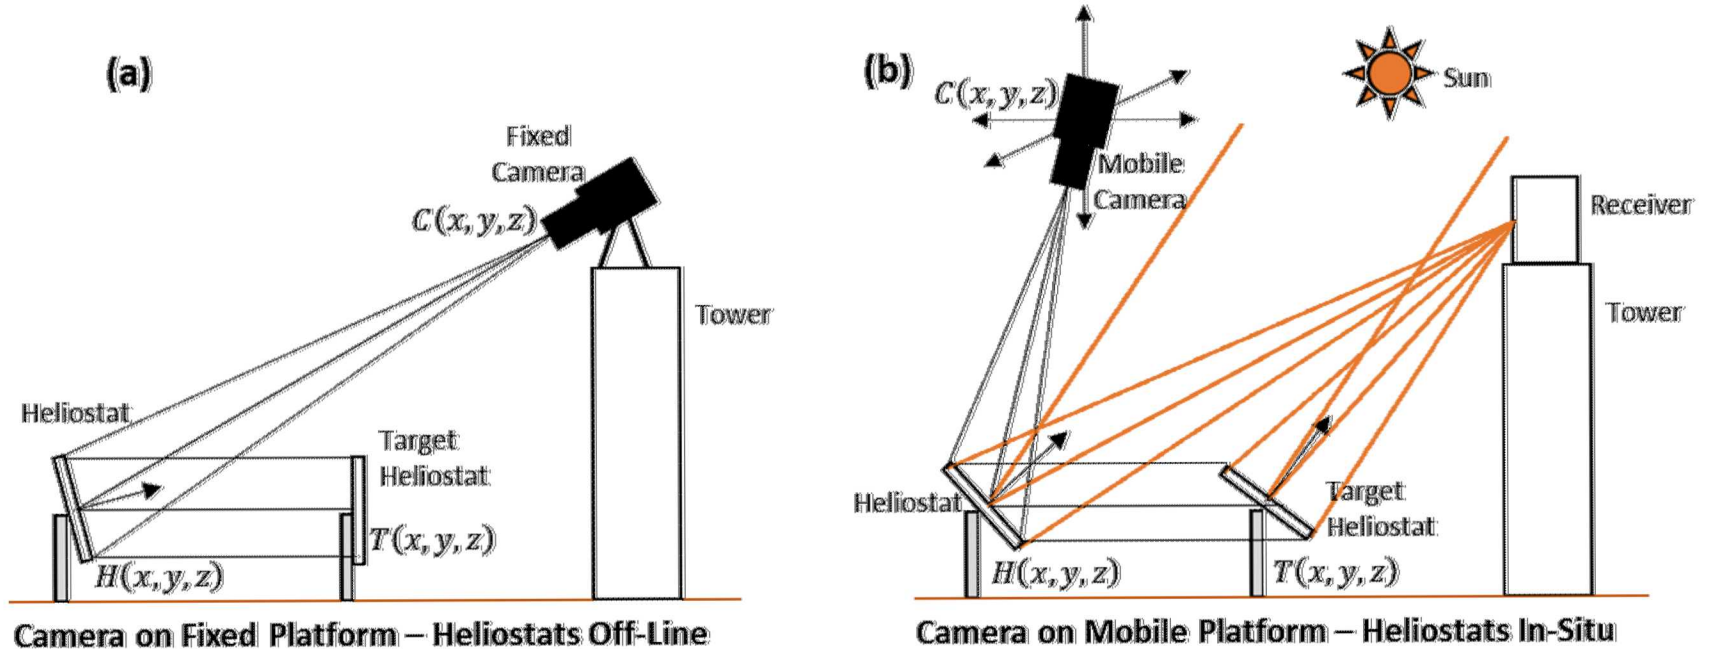 (a)
Fixed
Camera
C(x, y, z)
Tower
Heliostat
Target
Heliostat
T(x, y, z)
H(x, y, z)
Camera on Fixed Platform – Heliostats Off-Line
(b)
C(x, y, z)
Sun
Mobile
Camera
Receiver
Tower
Heliostat
Target
Heliostat
H(x, y, z)
T(x, y, z)
Camera on Mobile Platform – Heliostats In-Situ